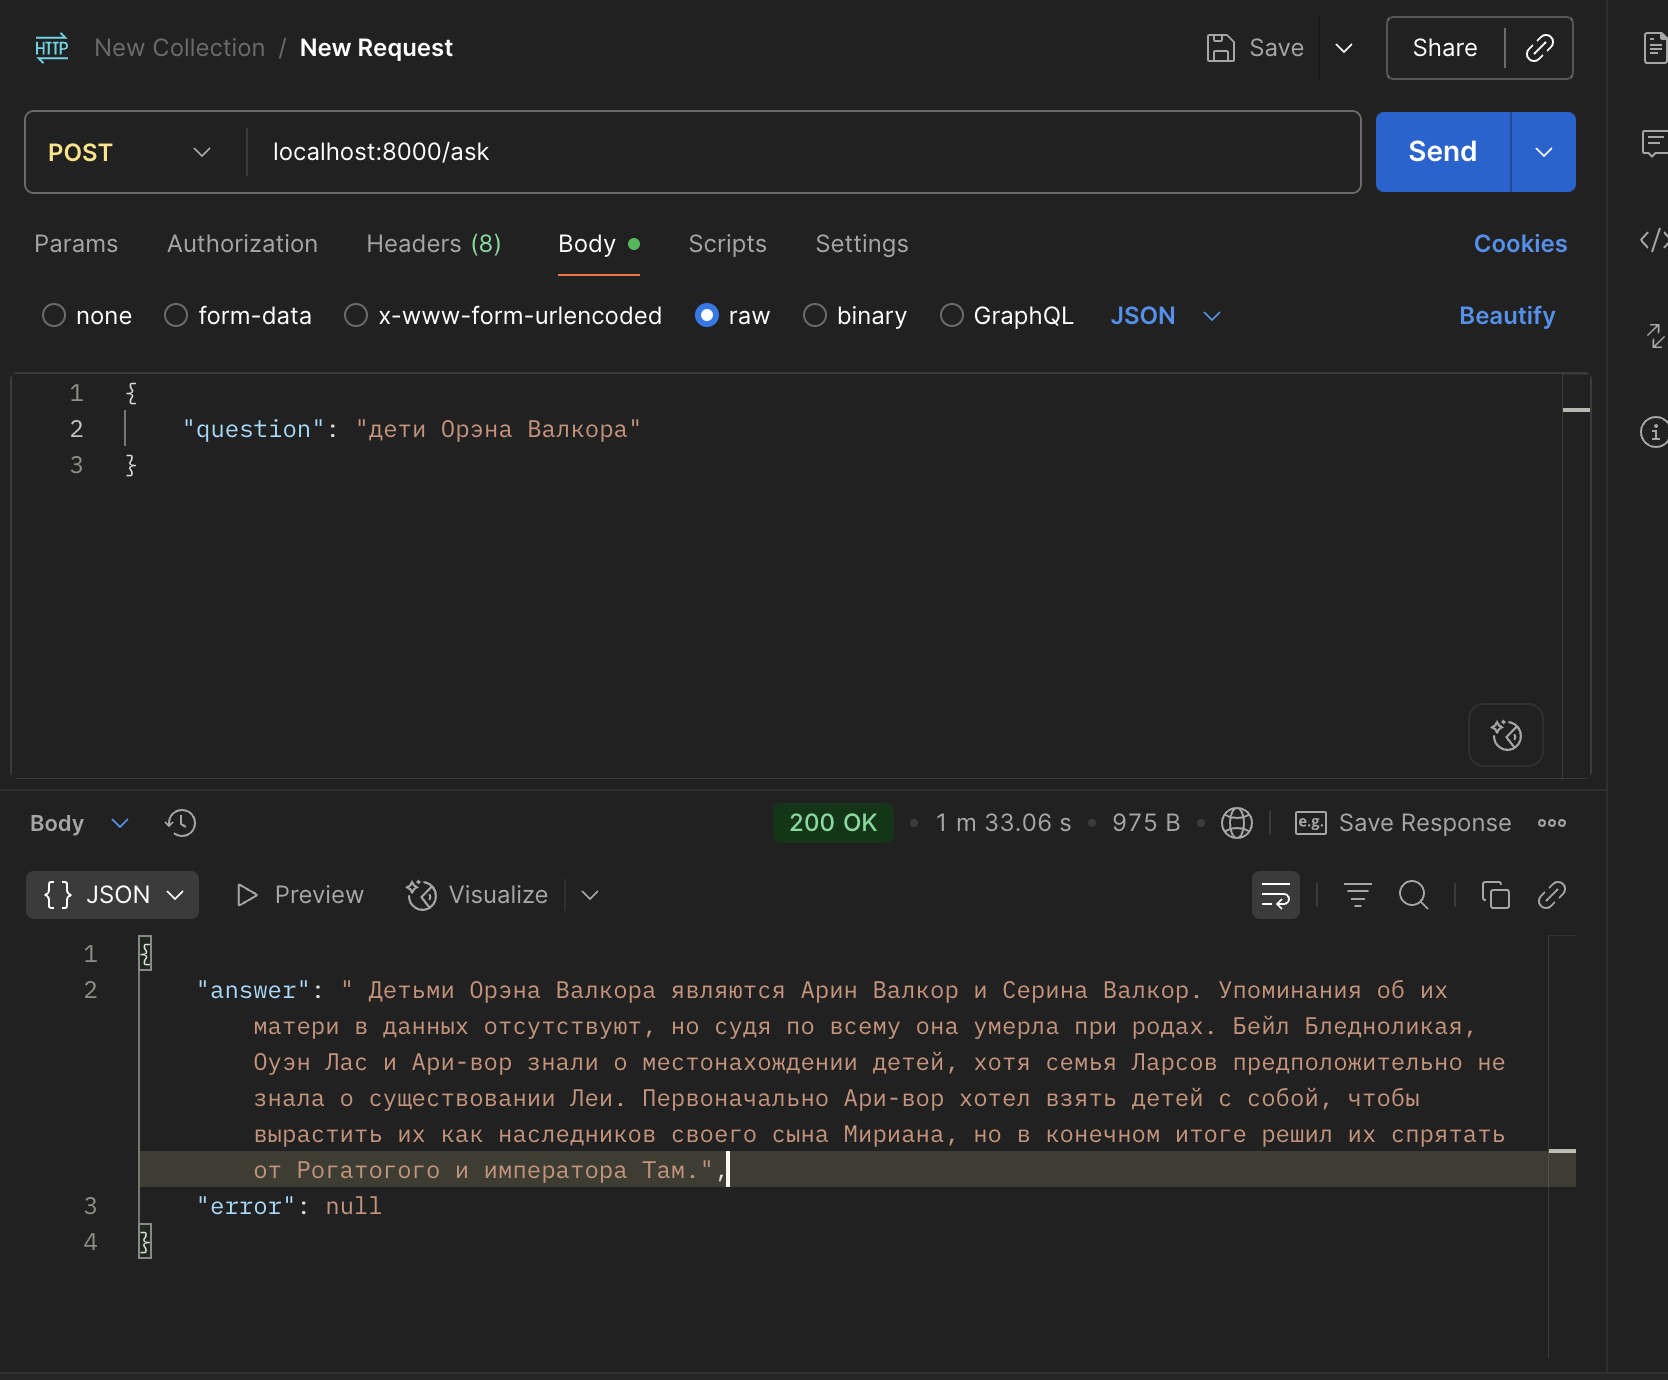 HTTP New Collection / New Request Save Share
POST localhost:8000/ask Send
Params Authorization Headers (8) Body Scripts Settings Cookies
none form-data x-www-form-urlencoded raw binary GraphQL JSON Beautify
1 {
2 "question": "дети Орэна Валкора"
3 }
Body 200 OK • 1 m 33.06 s • 975 B • e.g. Save Response
{} JSON Preview Visualize
1 {
2 "answer": " Детьми Орэна Валкора являются Арин Валкор и Серина Валкор. Упоминания об их
матери в данных отсутствуют, но судя по всему она умерла при родах. Бейл Бледноликая,
Оуэн Лас и Ари-вор знали о местонахождении детей, хотя семья Ларсов предположительно не
знала о существовании Леи. Первоначально Ари-вор хотел взять детей с собой, чтобы
вырастить их как наследников своего сына Мириана, но в конечном итоге решил их спрятать
от Рогатогого и императора Там.",
3 "error": null
4 }